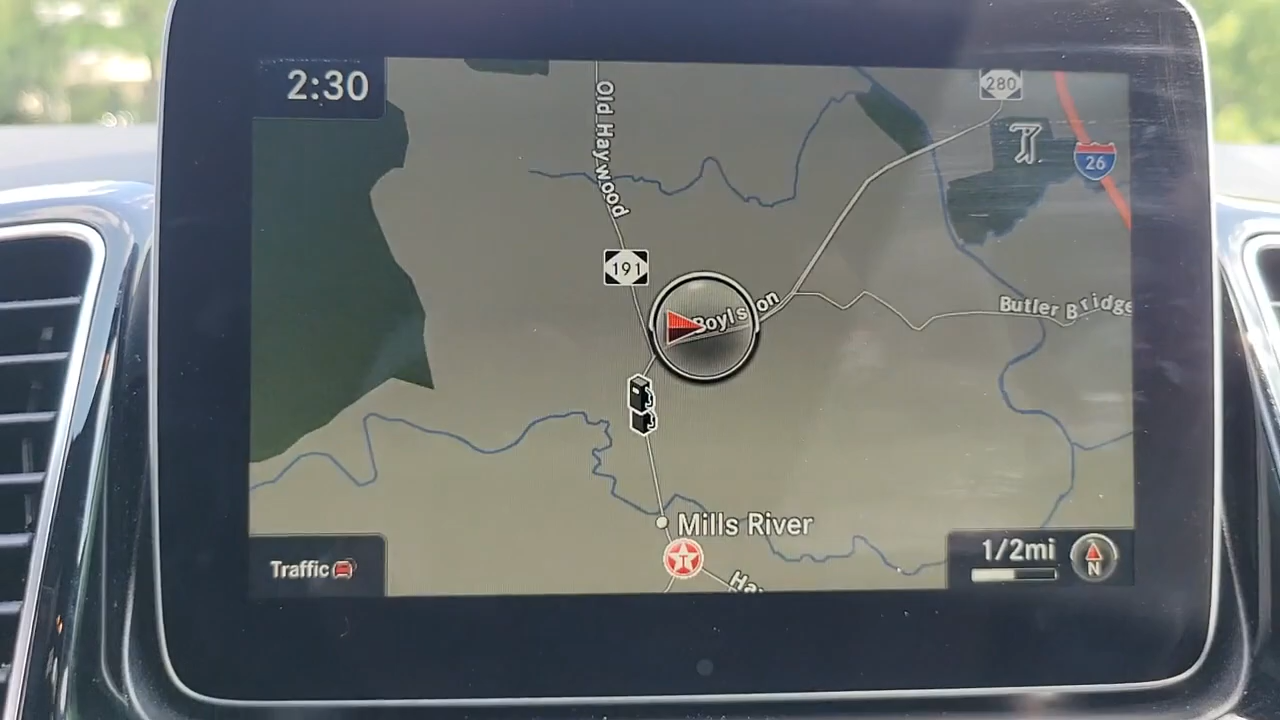 2:30
Old Haywood
280
26
191
Boylston
Butler Bridge
Mills River
T
Traffic
1/2mi
N